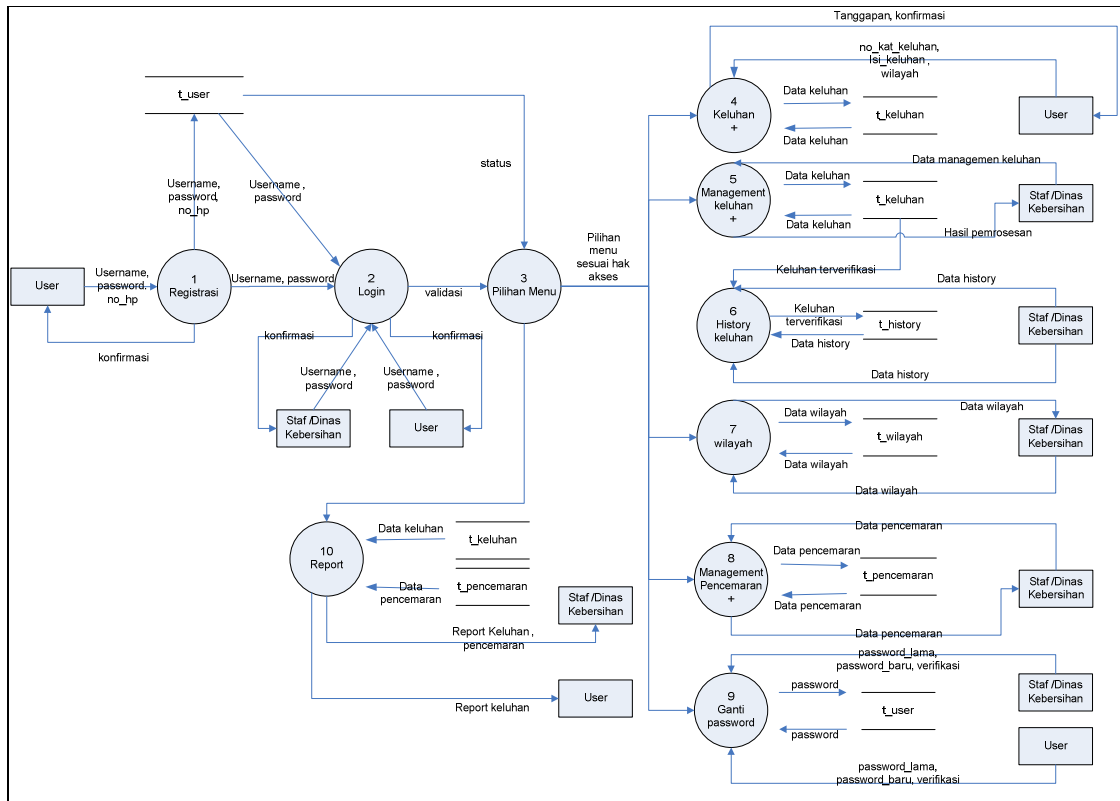 t_user
Username,
password,
no_hp
Username ,
password
status
User
Username,
password.
no_hp
1
Registrasi
konfirmasi
Username, password
2
Login
validasi
3
Pilihan Menu
Pilihan
menu
sesuai hak
akses
konfirmasi
konfirmasi
Username ,
password
Username ,
password
Staf /Dinas
Kebersihan
User
10
Report
Data keluhan
t_keluhan
Data
pencemaran
t_pencemaran
Staf /Dinas
Kebersihan
Report Keluhan ,
pencemaran
Report keluhan
User
Tanggapan, konfirmasi
no_kat_keluhan,
Isi_keluhan ,
wilayah
4
Keluhan
+
Data keluhan
t_keluhan
Data keluhan
User
Data managemen keluhan
5
Management
keluhan
+
Data keluhan
t_keluhan
Data keluhan
Staf /Dinas
Kebersihan
Hasil pemrosesan
Keluhan terverifikasi
Data history
6
History
keluhan
Keluhan
terverifikasi
t_history
Data history
Staf /Dinas
Kebersihan
Data history
7
wilayah
Data wilayah
t_wilayah
Data wilayah
Data wilayah
Staf /Dinas
Kebersihan
Data wilayah
Data pencemaran
8
Management
Pencemaran
+
Data pencemaran
t_pencemaran
Data pencemaran
Staf /Dinas
Kebersihan
Data pencemaran
password_lama,
password_baru, verifikasi
9
Ganti
password
password
t_user
password
Staf /Dinas
Kebersihan
User
password_lama,
password_baru, verifikasi